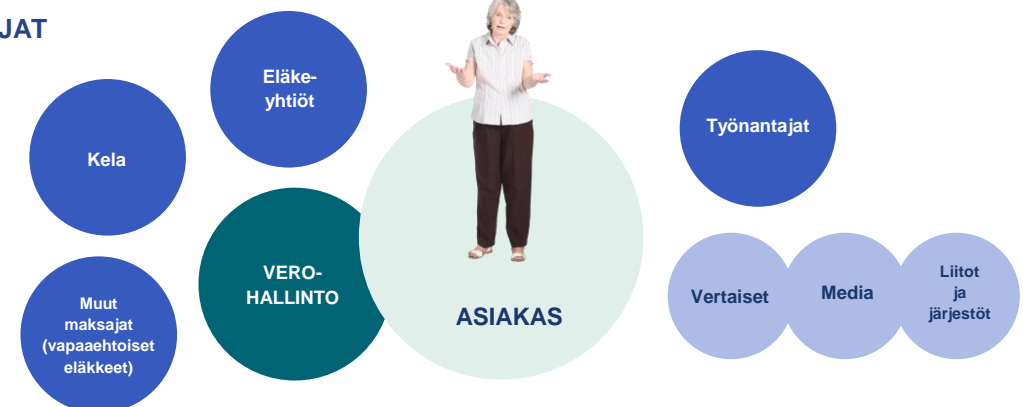 JAT
Eläke-
yhtiöt
Kela
Muut
maksajat
(vapaaehtoiset
eläkkeet)
VERO-
HALLINTO
ASIAKAS
Työnantajat
Vertaiset
Media
Liitot
ja
järjestöt